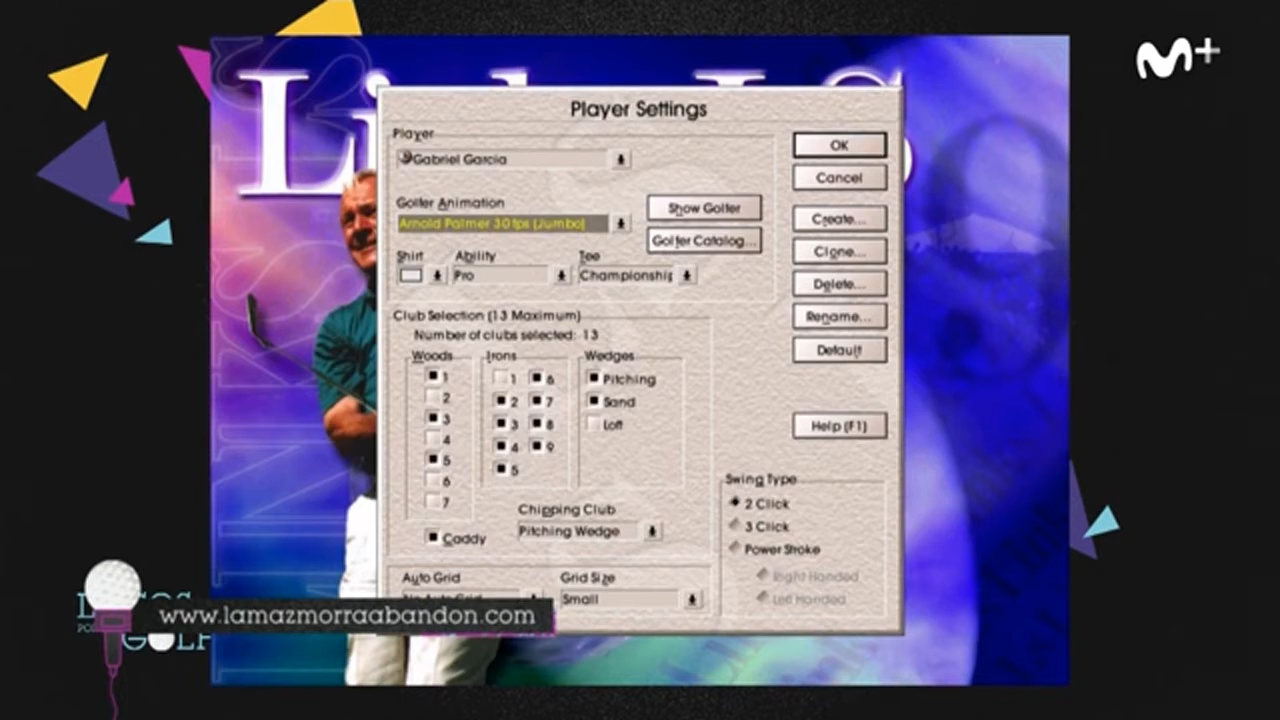 M+
Player Settings
Player
Gabriel Garcia
OK
Cancel
Golfer Animation
Arnold Palmer 30 fps (Jumbo)
Show Golfer
Golfer Catalog...
Create...
Clone...
Delete...
Rename...
Default
Shirt
Ability
Tee
Pro
Championship
Club Selection (13 Maximum)
Number of clubs selected: 13
Woods
Irons
Wedges
1
2
3
4
5
6
7
1
2
3
4
5
6
7
8
9
Pitching
Sand
Loft
Help (F1)
Caddy
Chipping Club
Pitching Wedge
Swing Type
2 Click
3 Click
Power Stroke
Right Handed
Left Handed
Auto Grid
No Auto Grid
Grid Size
Small
www.lamazmorraabandon.com
LINKS